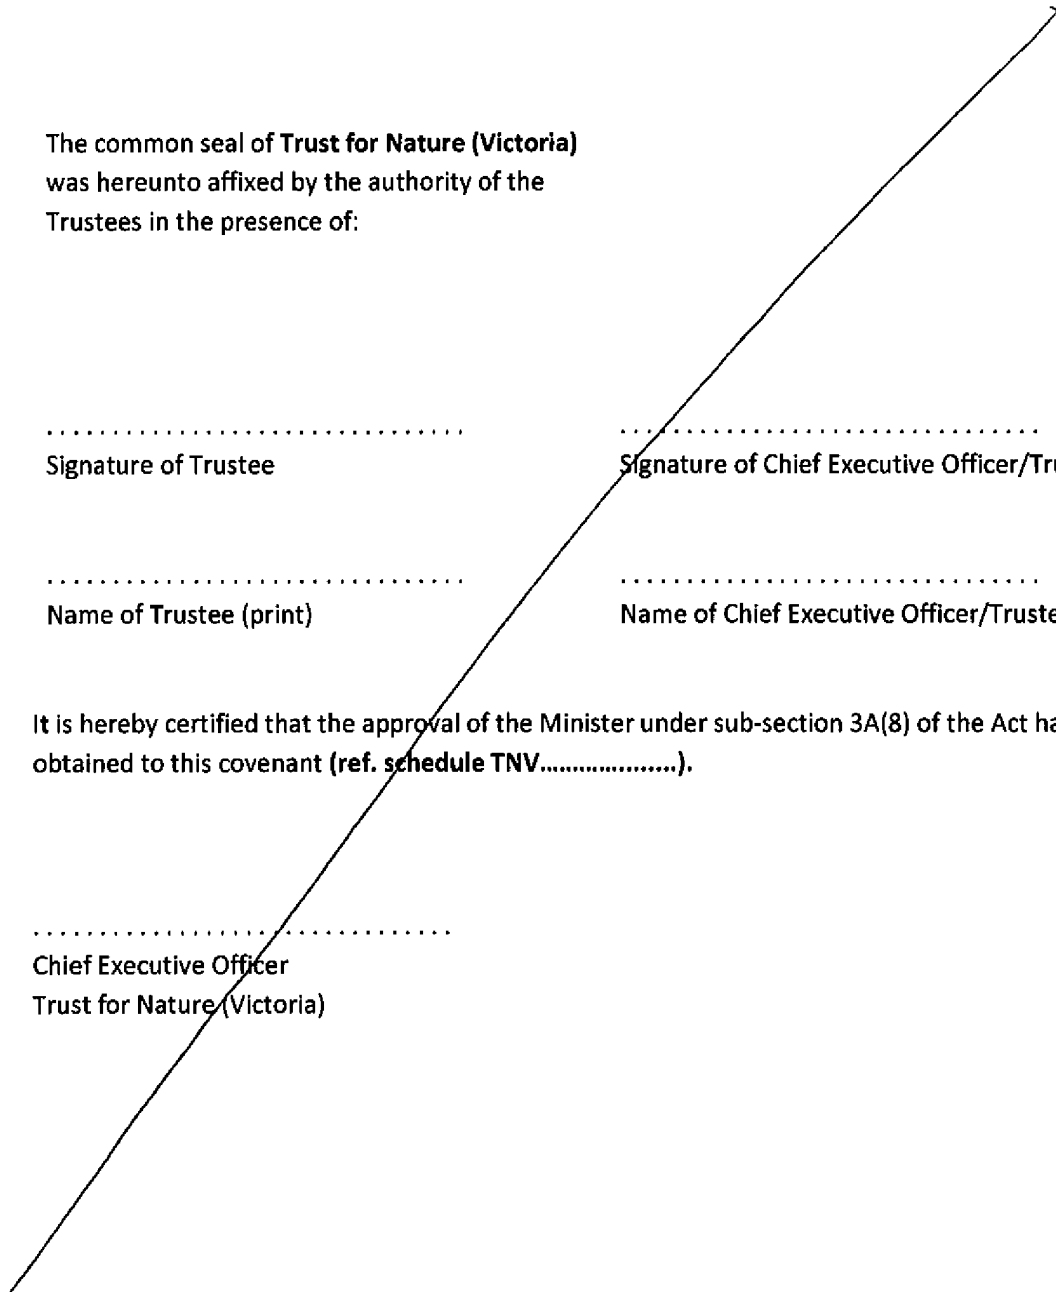 The common seal of Trust for Nature (Victoria)
was hereunto affixed by the authority of the
Trustees in the presence of:
................................ ................................
Signature of Trustee Signature of Chief Executive Officer/Tru
................................ ................................
Name of Trustee (print) Name of Chief Executive Officer/Truste
It is hereby certified that the approval of the Minister under sub-section 3A(8) of the Act ha
obtained to this covenant (ref. schedule TNV.....................).
................................
Chief Executive Officer
Trust for Nature (Victoria)